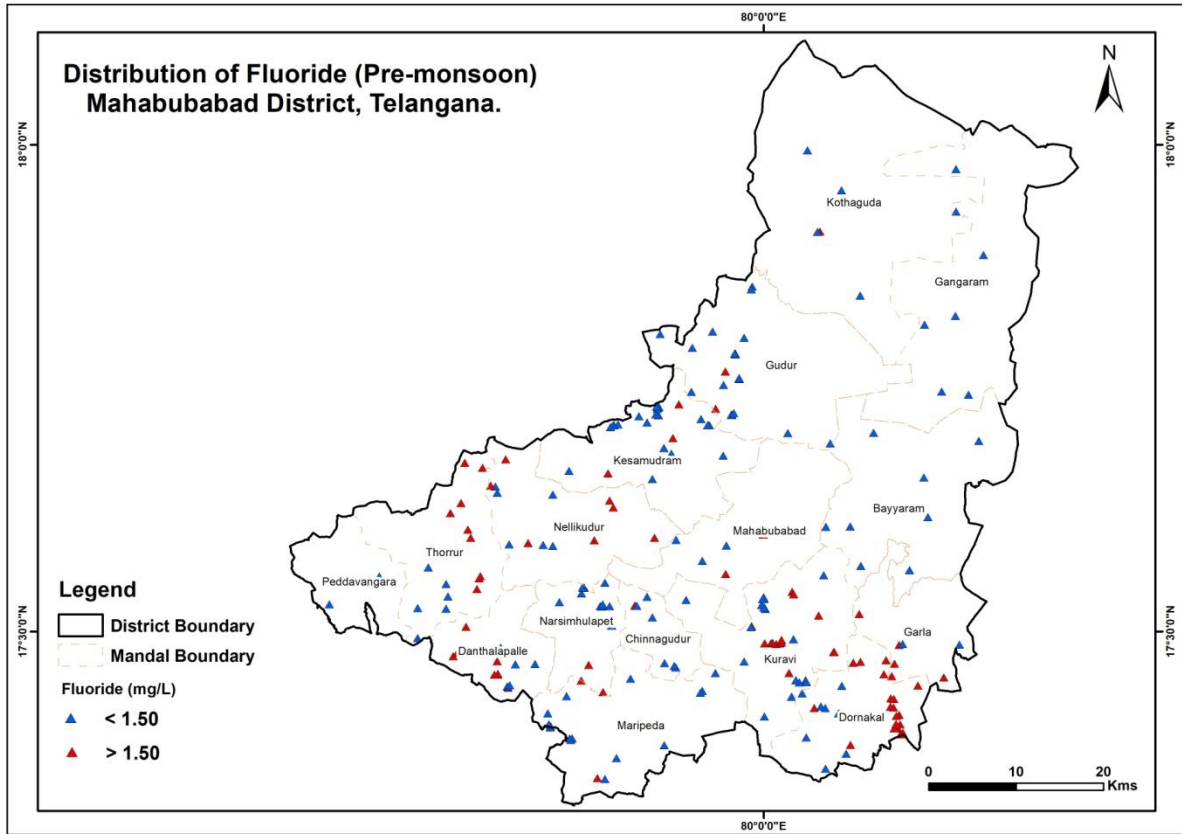 80°0'0"E
Distribution of Fluoride (Pre-monsoon)
Mahabubabad District, Telangana.
N
18°0'0"N
18°0'0"N
Kothaguda
Gangaram
Gudur
Kesamudram
Bayyaram
Nellikudur
Mahabubabad
Thorrur
Peddavangara
Legend
District Boundary
Mandal Boundary
Fluoride (mg/L)
< 1.50
> 1.50
17°30'0"N
17°30'0"N
Narsimhulapet
Chinnagudur
Garla
Danthalapalle
Kuravi
Maripeda
Dornakal
0 10 20
Kms
80°0'0"E